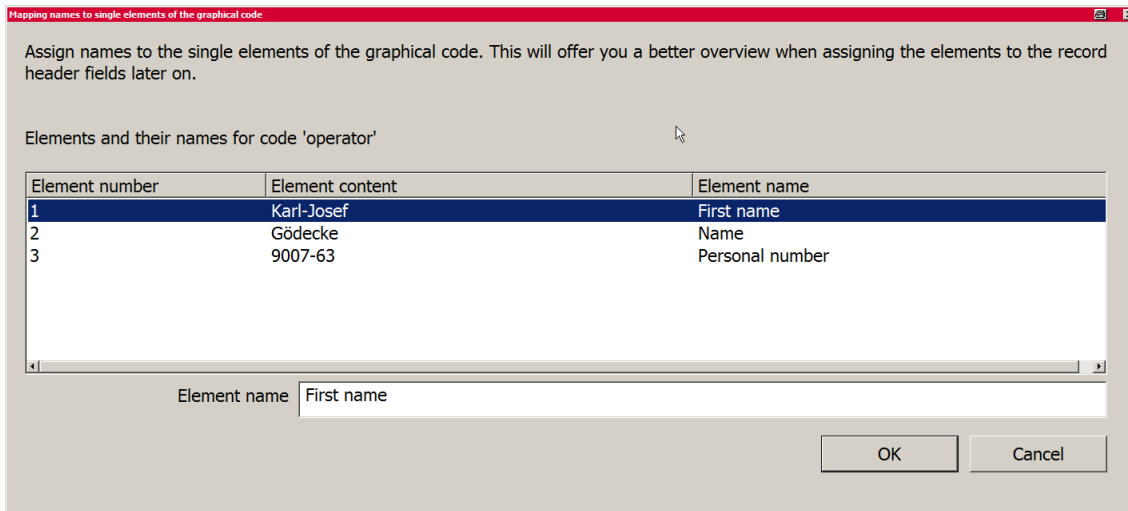 Mapping names to single elements of the graphical code
Assign names to the single elements of the graphical code. This will offer you a better overview when assigning the elements to the record
header fields later on.
Elements and their names for code 'operator'
Element number Element content Element name
1 Karl-Josef First name
2 Gödecke Name
3 9007-63 Personal number
Element name First name
OK Cancel